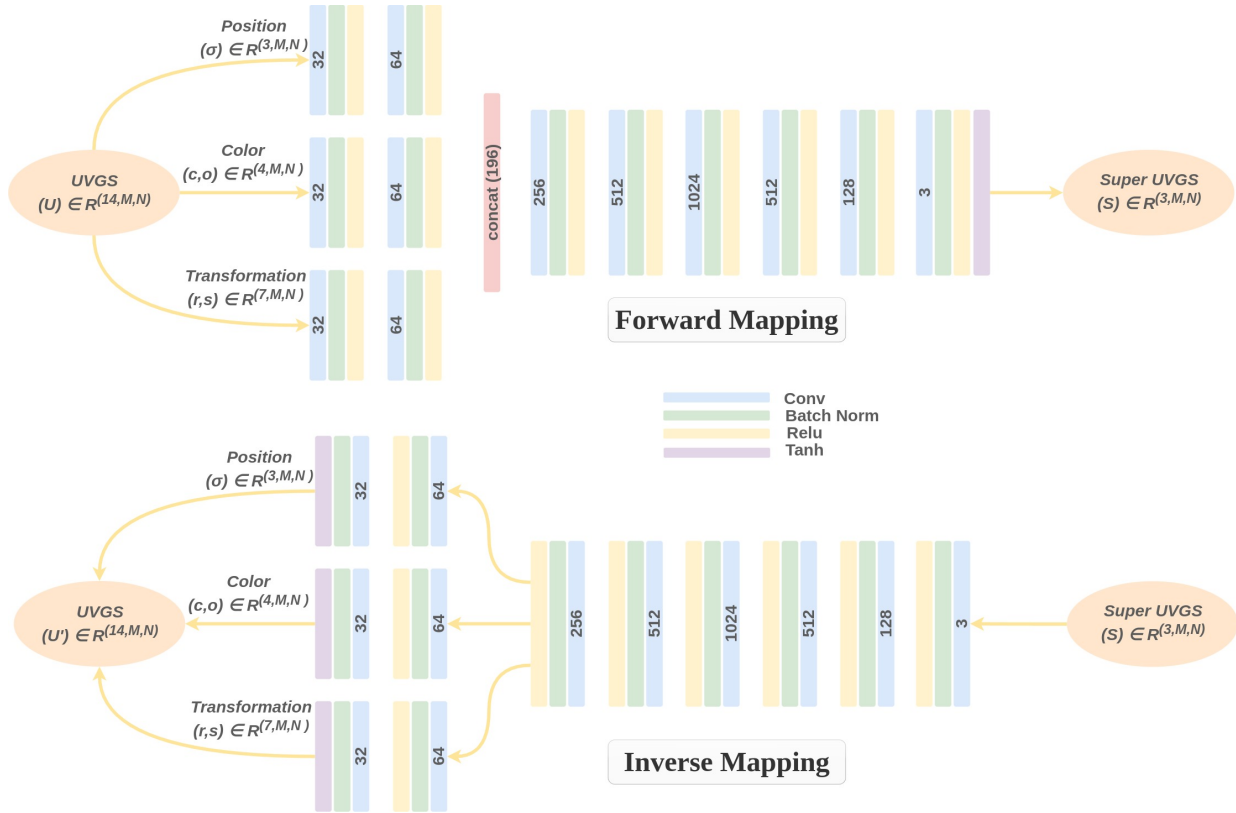 Position
(σ) ∈ R(3,M,N )
32
64
Color
(c,o) ∈ R(4,M,N )
32
64
UVGS
(U) ∈ R(14,M,N)
Transformation
(r,s) ∈ R(7,M,N )
32
64
concat (196)
256
512
1024
512
128
3
Super UVGS
(S) ∈ R(3,M,N)
Forward Mapping
Conv
Batch Norm
Relu
Tanh
Position
(σ) ∈ R(3,M,N )
32
64
Color
(c,o) ∈ R(4,M,N )
32
64
UVGS
(U') ∈ R(14,M,N)
Transformation
(r,s) ∈ R(7,M,N )
32
64
256
512
1024
512
128
3
Super UVGS
(S) ∈ R(3,M,N)
Inverse Mapping